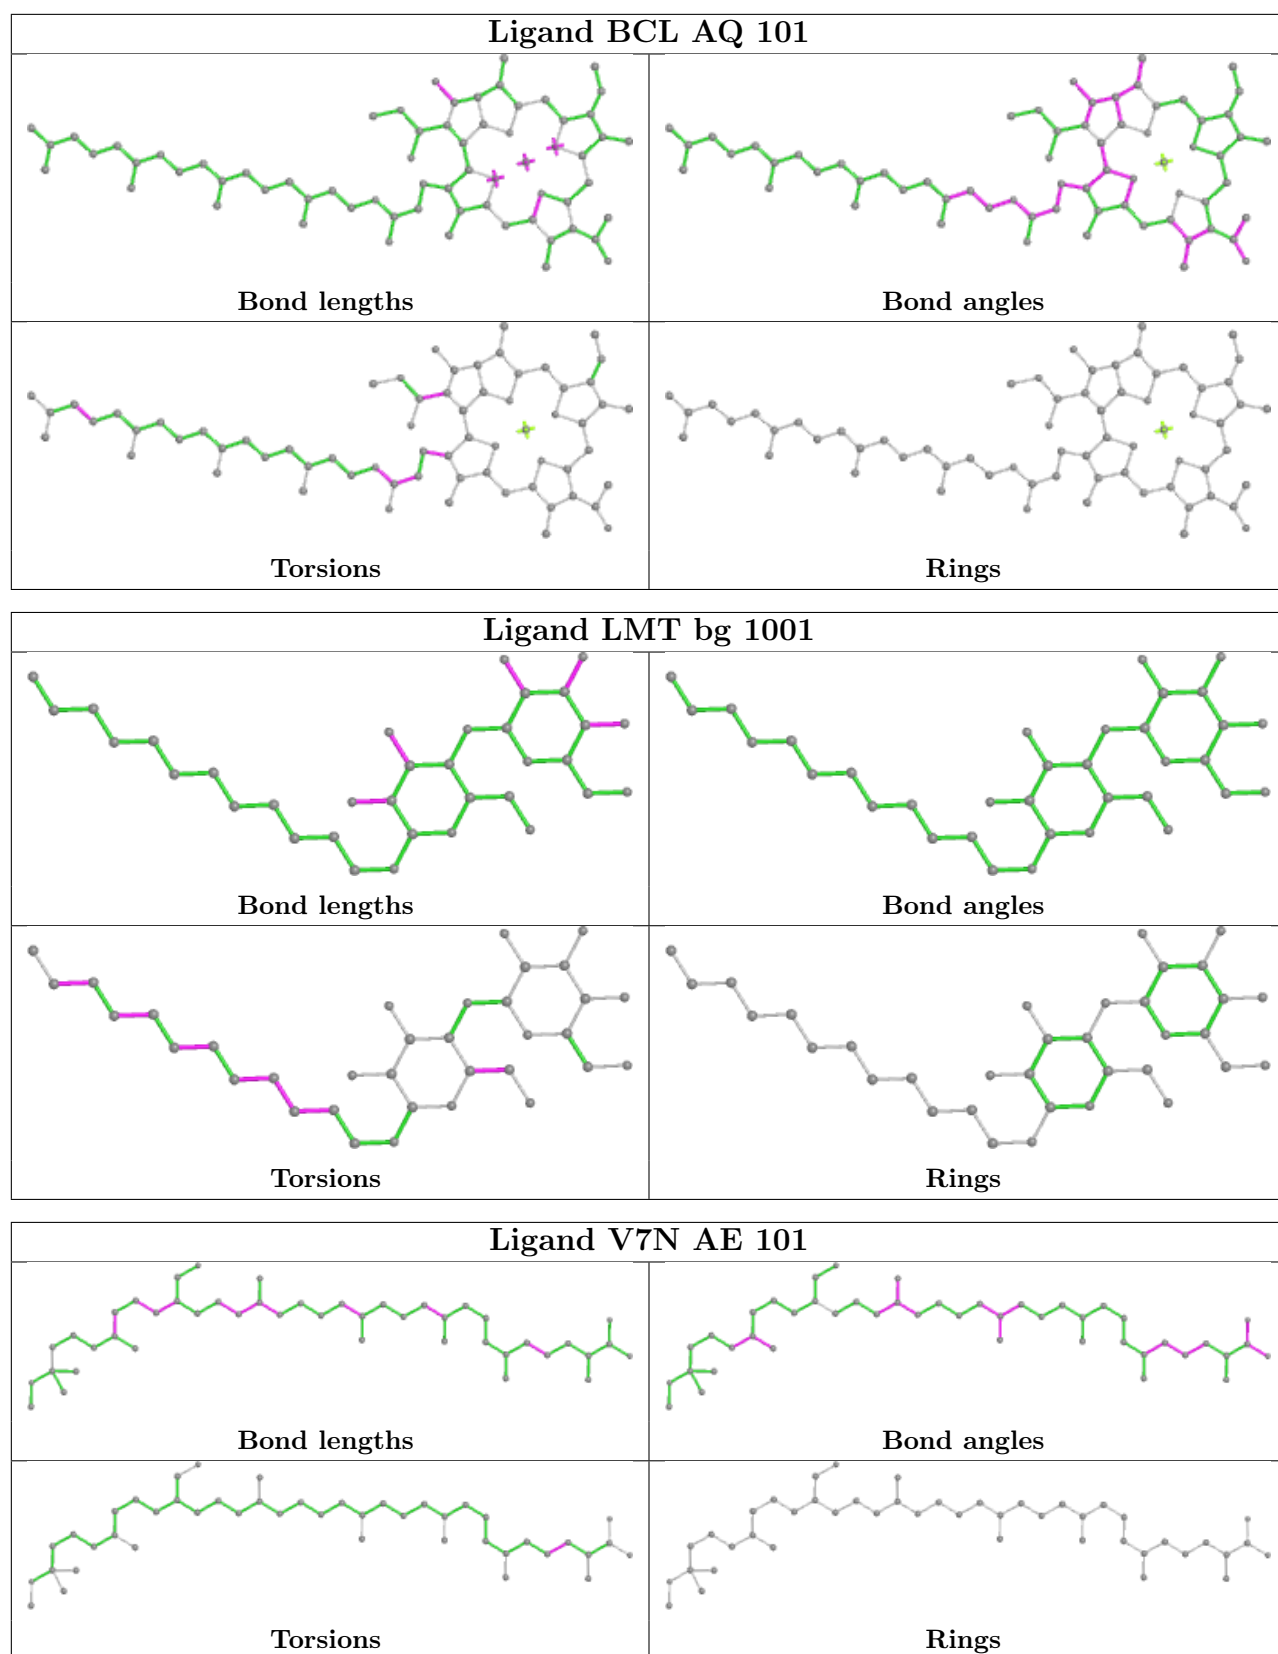 Ligand BCL AQ 101
Bond lengths
Bond angles
Torsions
Rings
Ligand LMT bg 1001
Bond lengths
Bond angles
Torsions
Rings
Ligand V7N AE 101
Bond lengths
Bond angles
Torsions
Rings